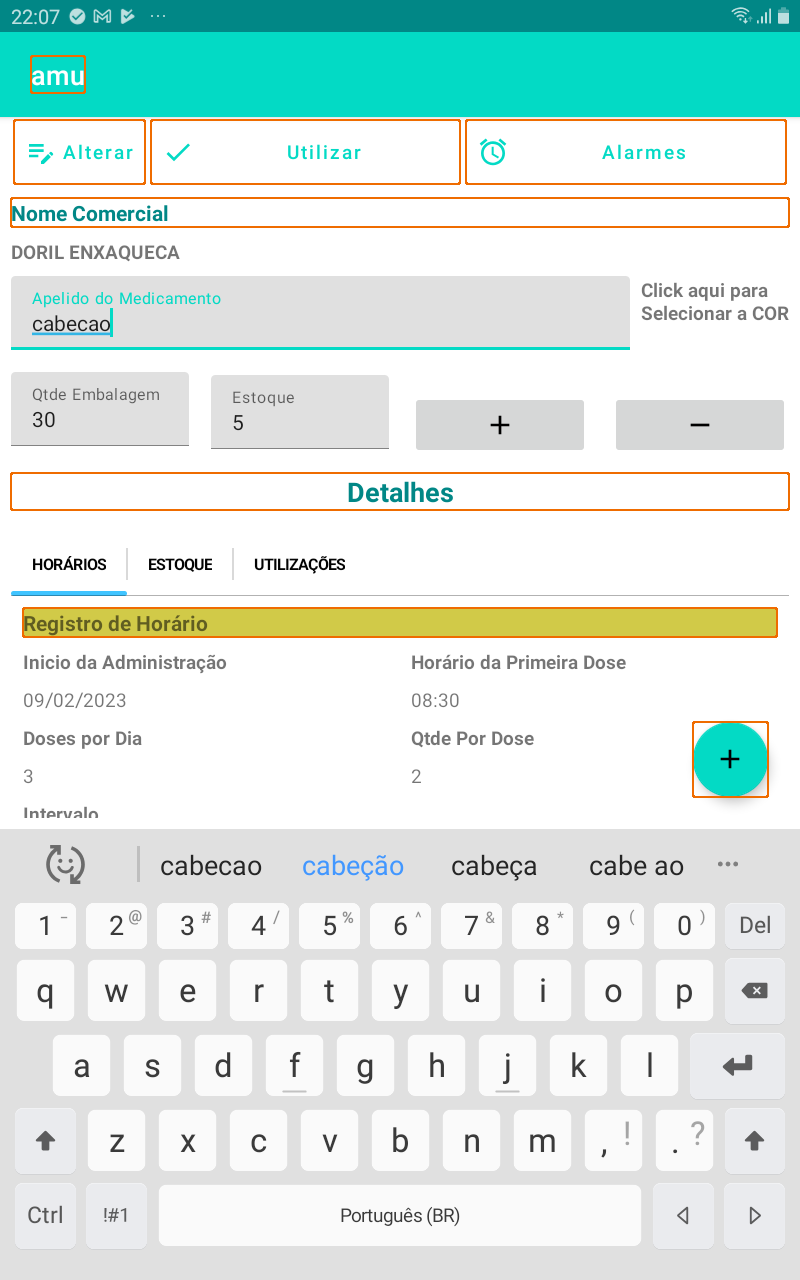 22:07
amu
Alterar Utilizar Alarmes
Nome Comercial
DORIL ENXAQUECA
Apelido do Medicamento
cabecao
Click aqui para
Selecionar a COR
Qtde Embalagem
30
Estoque
5
+ −
Detalhes
HORÁRIOS ESTOQUE UTILIZAÇÕES
Registro de Horário
Inicio da Administração Horário da Primeira Dose
09/02/2023 08:30
Doses por Dia Qtde Por Dose
3 2
+
Intervalo
cabecao cabeção cabeça cabe ao ...
1 _ 2 @ 3 # 4 / 5 % 6 ^ 7 & 8 * 9 ( 0 ) Del
q w e r t y u i o p
a s d f g h j k l
z x c v b n m , ! . ?
Ctrl !#1 Português (BR)